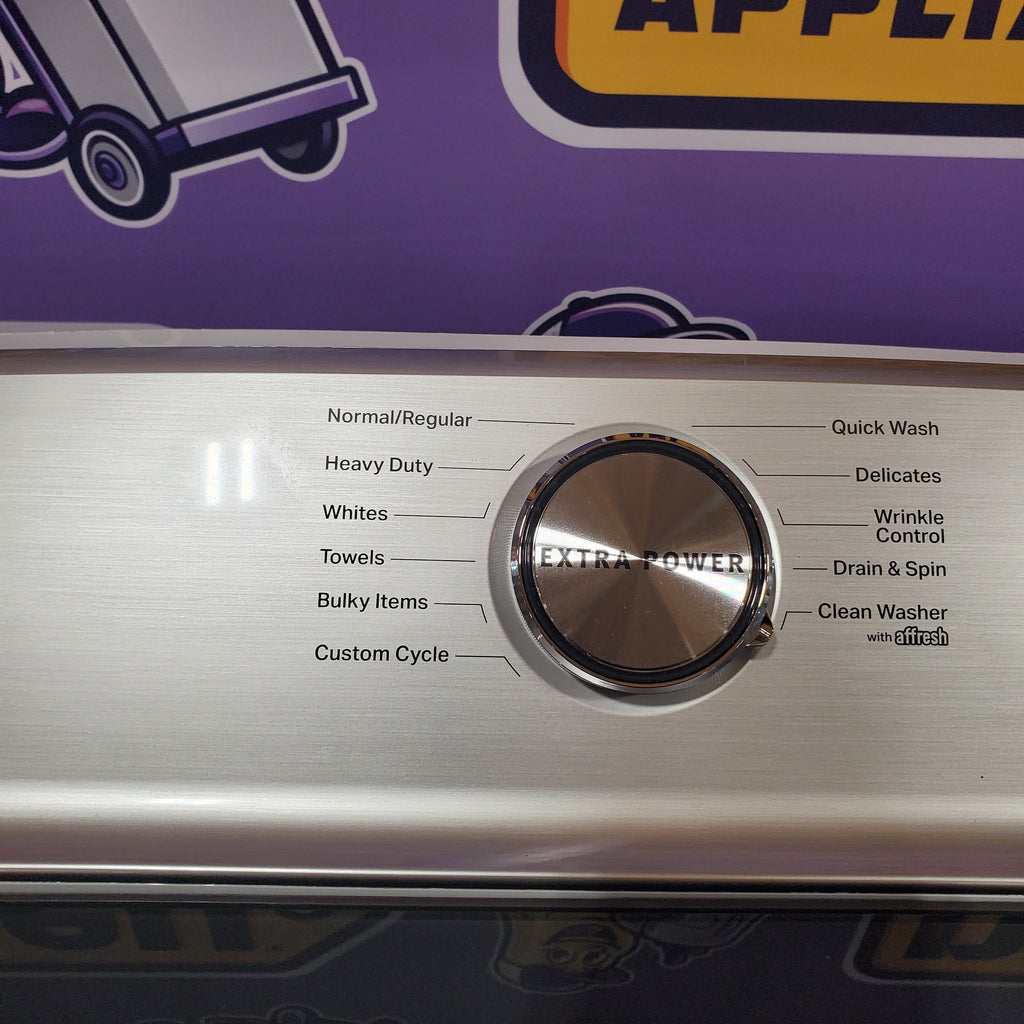 APPLIA
Normal/Regular
Heavy Duty
Whites
Towels
Bulky Items
Custom Cycle
EXTRA POWER
Quick Wash
Delicates
Wrinkle
Control
Drain & Spin
Clean Washer
with affresh